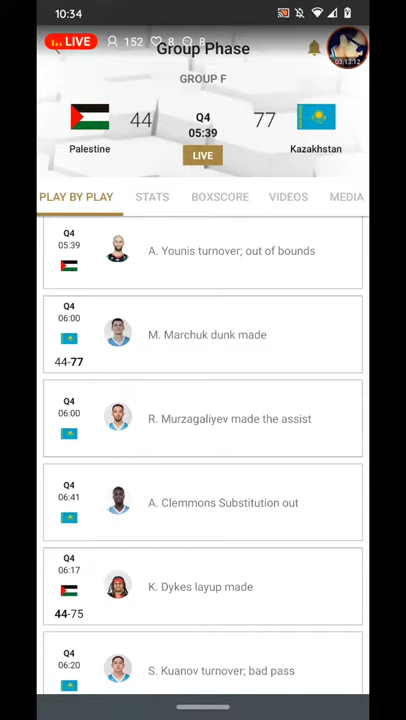 10:34
LIVE 152 8 8
Group Phase
03:13:12
GROUP F
44 Q4 77
05:39
Palestine LIVE Kazakhstan
PLAY BY PLAY STATS BOXSCORE VIDEOS MEDIA
Q4
05:39
A. Younis turnover; out of bounds
Q4
06:00
M. Marchuk dunk made
44-77
Q4
06:00
R. Murzagaliyev made the assist
Q4
06:41
A. Clemmons Substitution out
Q4
06:17
K. Dykes layup made
44-75
Q4
06:20
S. Kuanov turnover; bad pass